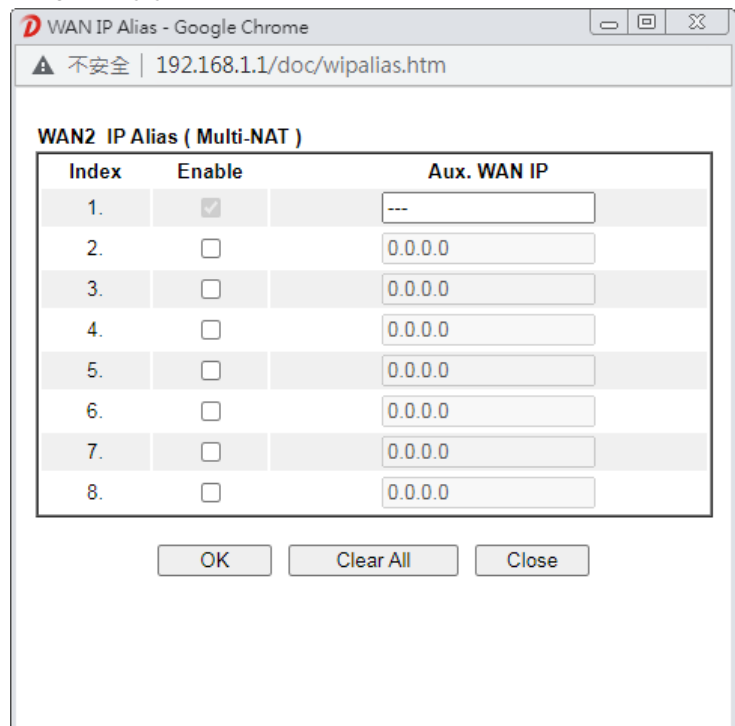 WAN IP Alias - Google Chrome
不安全 | 192.168.1.1/doc/wipalias.htm
WAN2 IP Alias ( Multi-NAT )
Index Enable Aux. WAN IP
1. ---
2. 0.0.0.0
3. 0.0.0.0
4. 0.0.0.0
5. 0.0.0.0
6. 0.0.0.0
7. 0.0.0.0
8. 0.0.0.0
OK Clear All Close